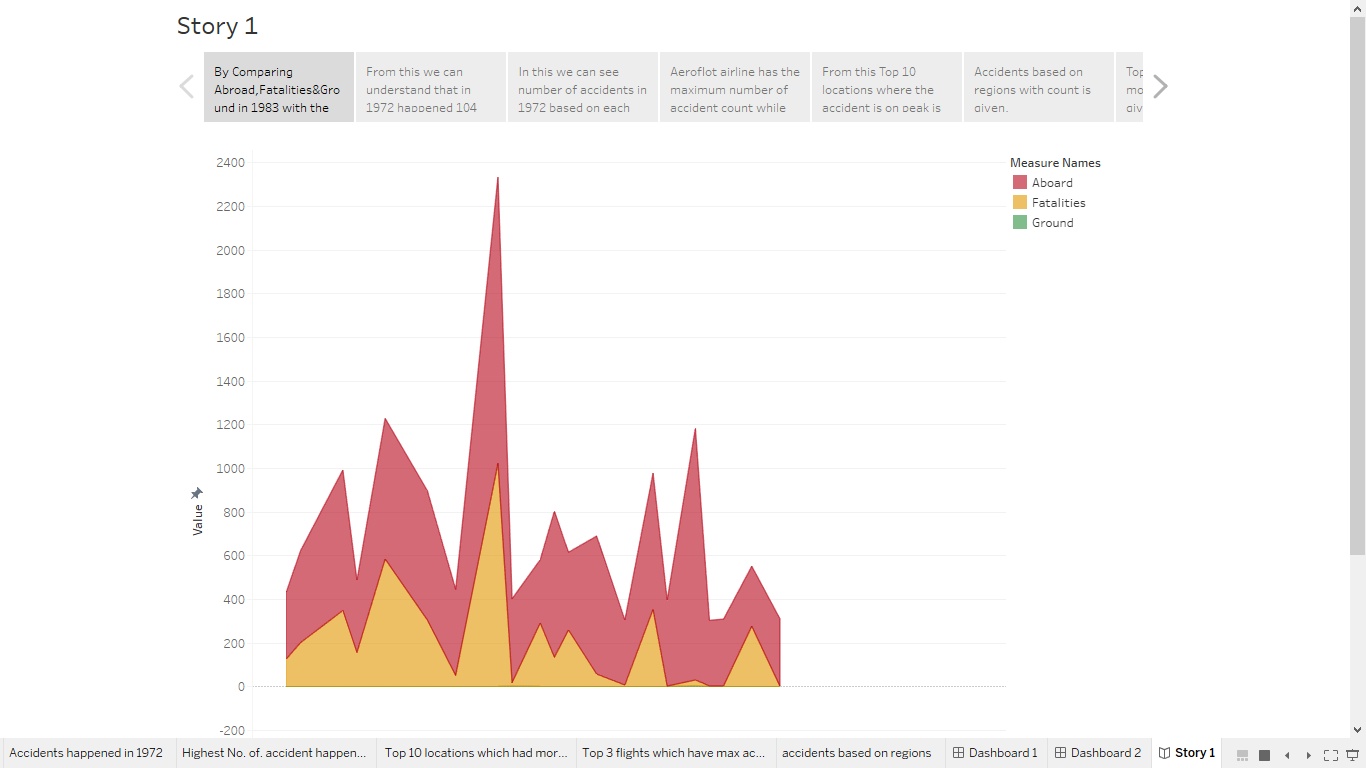 Story 1
By Comparing
Abroad,Fatalities&Gro
und in 1983 with the
From this we can
understand that in
1972 happened 104
In this we can see
number of accidents in
1972 based on each
Aeroflot airline has the
maximum number of
accident count while
From this Top 10
locations where the
accident is on peak is
Accidents based on
regions with count is
given.
Top
mo
giv
2400
2200
2000
1800
1600
1400
1200
1000
800
600
400
200
0
-200
Value
Measure Names
Aboard
Fatalities
Ground
Accidents happened in 1972
Highest No. of. accident happen...
Top 10 locations which had mor...
Top 3 flights which have max ac...
accidents based on regions
Dashboard 1
Dashboard 2
Story 1